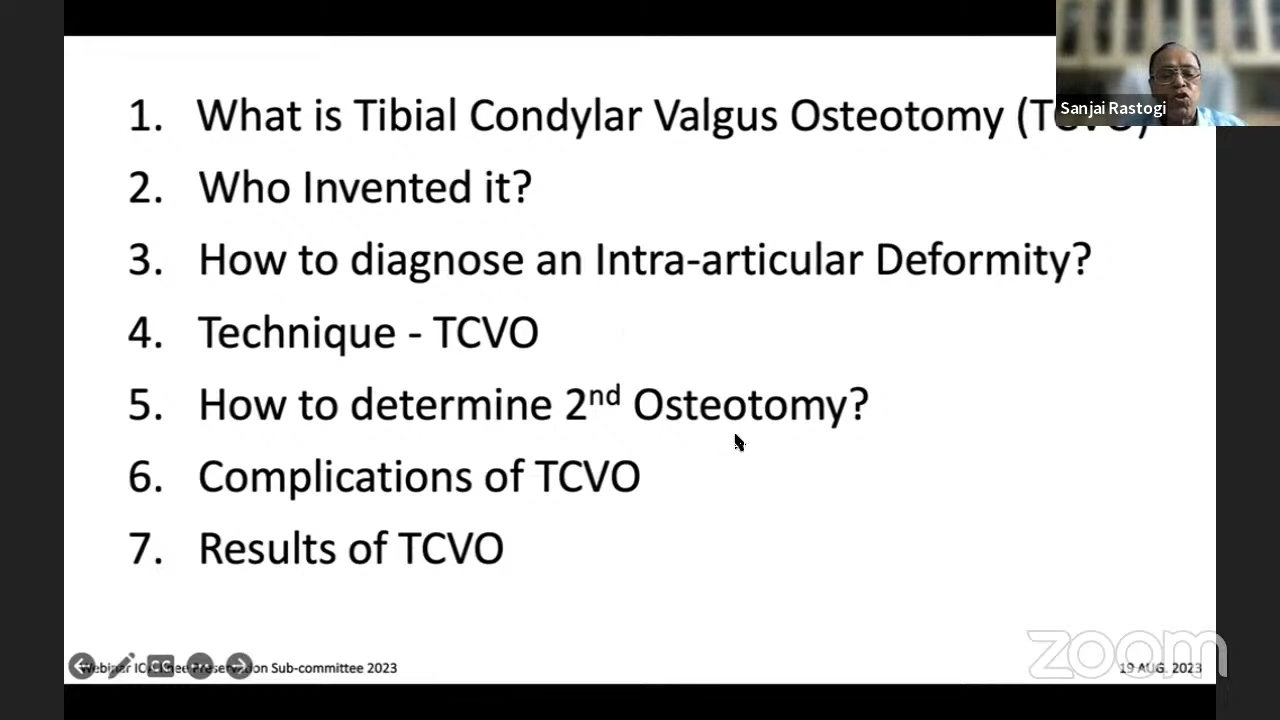 1. What is Tibial Condylar Valgus Osteotomy (TCVO)
Sanjai Rastogi
2. Who Invented it?
3. How to diagnose an Intra-articular Deformity?
4. Technique - TCVO
5. How to determine 2nd Osteotomy?
6. Complications of TCVO
7. Results of TCVO
Webinar Knee Preservation Sub-committee 2023
CC
zoom
19 AUG. 2023